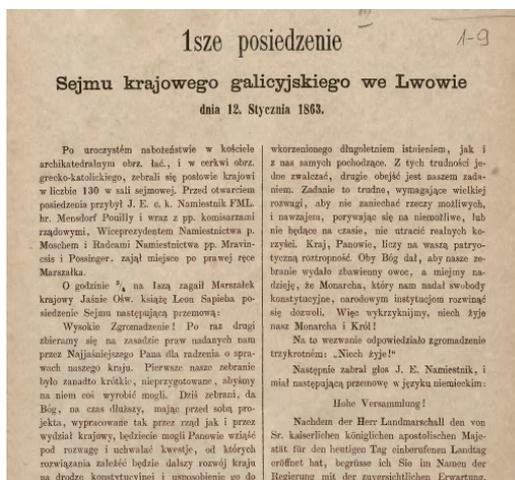 1-9
1sze posiedzenie
Sejmu krajowego galicyjskiego we Lwowie
dnia 12. Stycznia 1863.
Po uroczystém nabożeństwie w kościele
archikatedralnym obrz. łać., i w cerkwi obrz.
grecko-katolickiego, zebrali się posłowie krajowi
w liczbie 130 w sali sejmowej. Przed otwarciem
posiedzenia przybył J. E. c. k. Namiestnik FML.
hr. Mensdorf Pouilly i wraz z pp. komisarzami
rządowymi, Wiceprezydentem Namiestnictwa p.
Moschem i Radcami Namiestnictwa pp. Mravin-
csis i Possinger. zajął miejsce po prawej ręce
Marszałka.
O godzinie ¾ na 1szą zagaił Marszałek
krajowy Jaśnie Ośw. książę Leon Sapieha po-
siedzenie Sejmu następującą przemową:
Wysokie Zgromadzenie! Po raz drugi
zbieramy się na zasadzie praw nadanych nam
przez Najjaśniejszego Pana dla radzenia o spra-
wach naszego kraju. Pierwsze nasze zebranie
było zanadto krótkie, nieprzygotowane, abyśmy
na niem coś wyrobić mogli. Dziś zebrani, da
Bóg, na czas dłuższy, mając przed sobą pro-
jekta, wypracowane tak przez rząd jak i przez
wydział krajowy, będziecie mogli Panowie wziąść
pod rozwagę i uchwalać kwestje, od których
rozwiązania zależéć będzie dalszy rozwój kraju
na drodze konstytucyjnej i usposobienie go do
wkorzenionego długoletniem istnieniem, jak i
z nas samych pochodzące. Z tych trudności je-
dne zwalczać, drugie obejść jest naszem zada-
niem. Zadanie to trudne, wymagające wielkiej
rozwagi, aby nie zaniechać rzeczy możliwych,
i nawzajem, porywając się na niemożliwe, lub
nie będące na czasie, nie utracić realnych ko-
rzyści. Kraj, Panowie, liczy na waszą patryo-
tyczną roztropność. Oby Bóg dał, aby nasze ze-
branie wydało zbawienny owoc, a miejmy na-
dzieję, że Monarcha, który nam nadał swobody
konstytucyjne, narodowym instytucjom rozwinąć
się dozwoli. Więc wykrzyknijmy, niech żyje
nasz Monarcha i Król!
Na to wezwanie odpowiedziało zgromadzenie
trzykrotném: „Niech żyje!"
Następnie zabrał głos J. E. Namiestnik, i
miał następującą przemowę w języku niemieckim:
Hohe Versammlung!
Nachdem der Herr Landmarschall den von
Sr. kaiserlichen königlichen apostolischen Maje-
stät für den heutigen Tag einberufenen Landtag
eröffnet hat, begrüsse ich Sie im Namen der
Regierung mit der zuversichtlichen Erwartung,